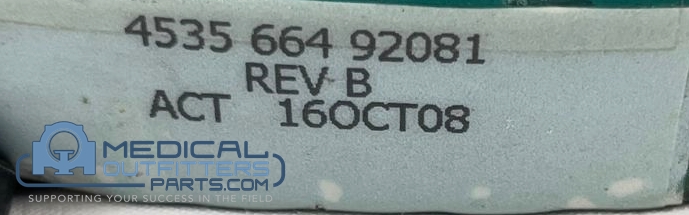 4535 664 92081
REV B
ACT 16OCT08
MEDICAL
OUTFITTERS
PARTS.COM
SUPPORTING YOUR SUCCESS IN THE FIELD